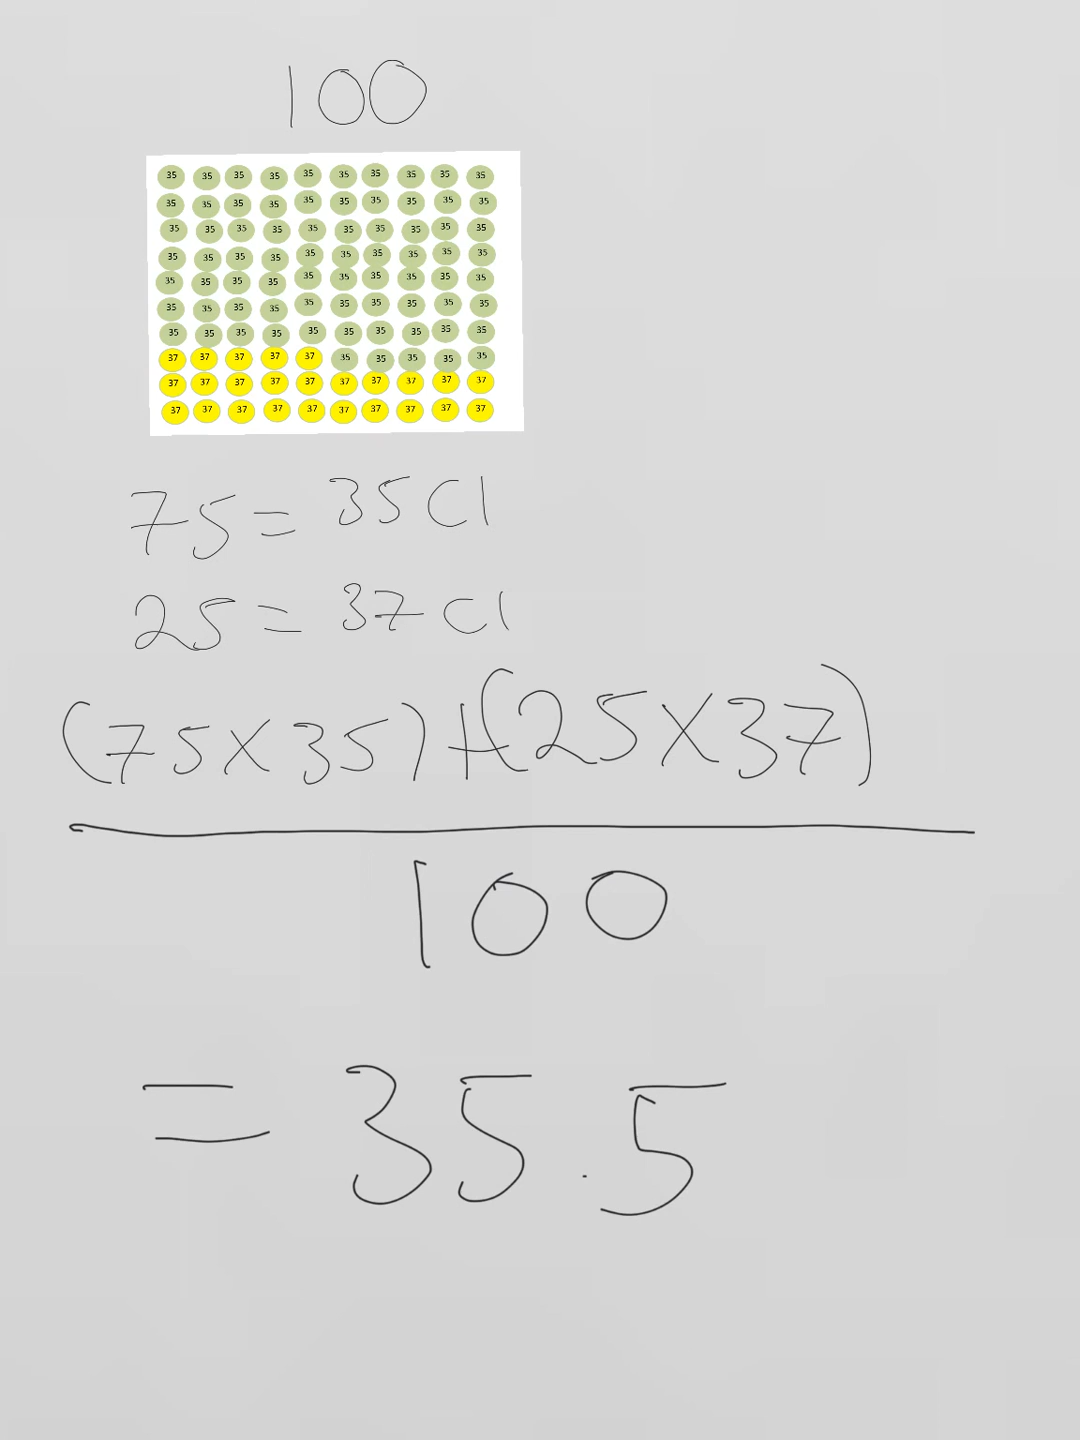 100
35 35 35 35 35 35 35 35 35 35
35 35 35 35 35 35 35 35 35 35
35 35 35 35 35 35 35 35 35 35
35 35 35 35 35 35 35 35 35 35
35 35 35 35 35 35 35 35 35 35
35 35 35 35 35 35 35 35 35 35
35 35 35 35 35 35 35 35 35 35
37 37 37 37 37 35 35 35 35 35
37 37 37 37 37 37 37 37 37 37
37 37 37 37 37 37 37 37 37 37
75 = 35 Cl
25 = 37 Cl
(75 X 35) + (25 X 37)
100
= 35.5